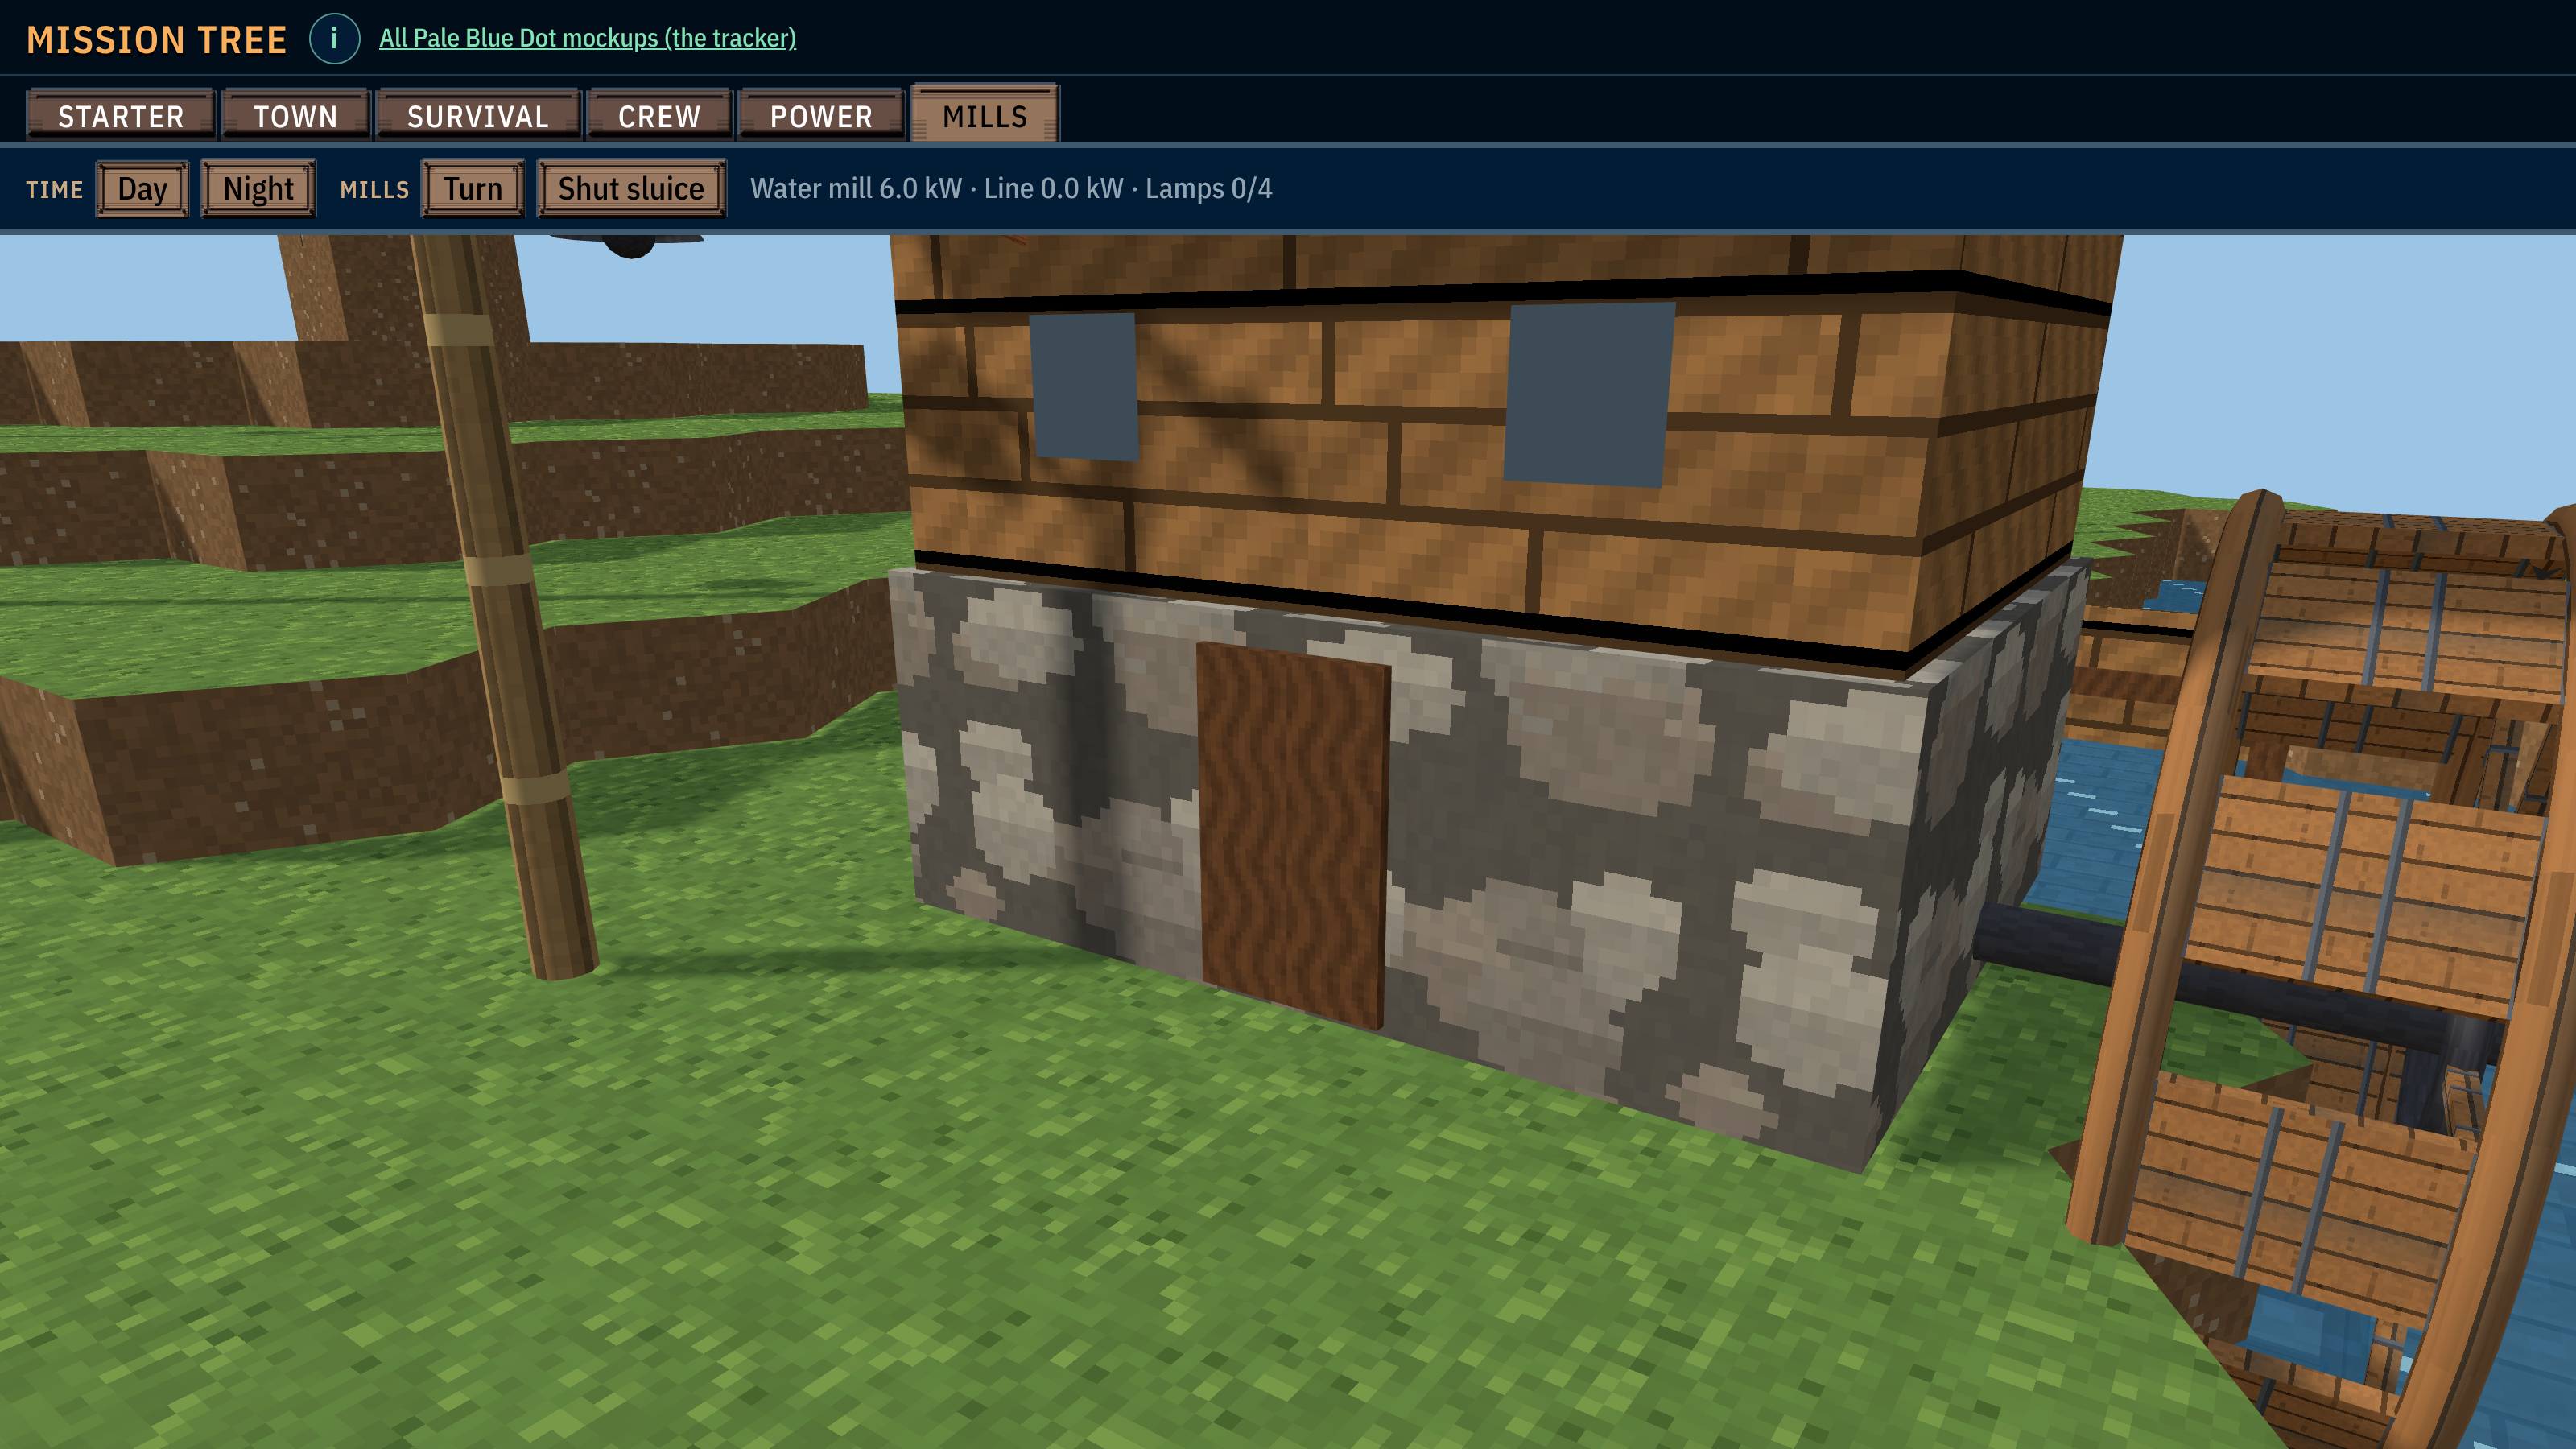 MISSION TREE i All Pale Blue Dot mockups (the tracker)
STARTER TOWN SURVIVAL CREW POWER MILLS
TIME Day Night MILLS Turn Shut sluice Water mill 6.0 kW · Line 0.0 kW · Lamps 0/4